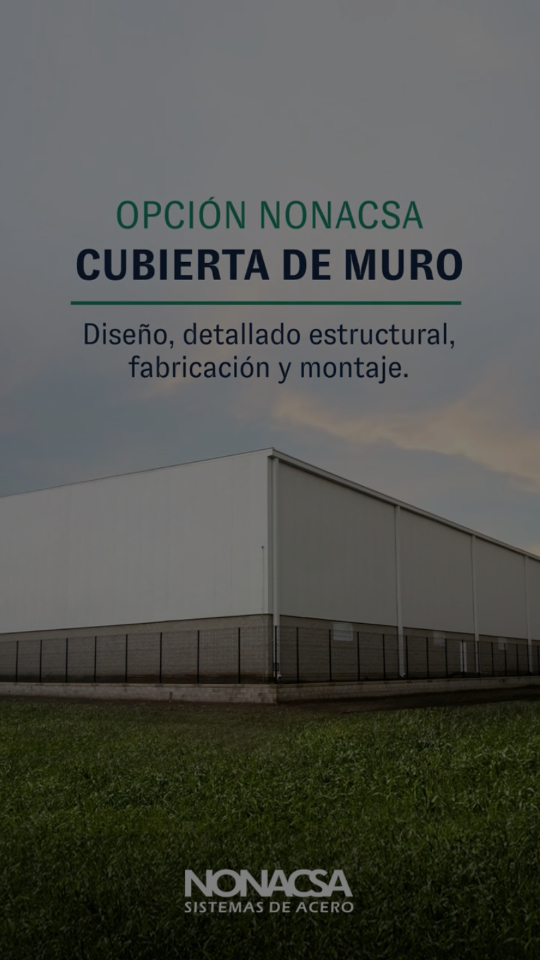 OPCIÓN NONACSA
CUBIERTA DE MURO
Diseño, detallado estructural,
fabricación y montaje.
NONACSA
SISTEMAS DE ACERO